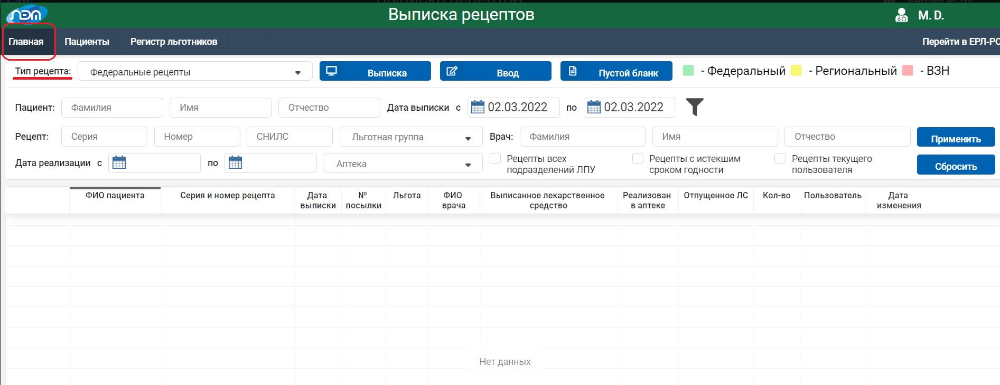 Выписка рецептов
M. D.
Главная Пациенты Регистр льготников Перейти в ЕРЛ-РС
Тип рецепта: Федеральные рецепты Выписка Ввод Пустой бланк - Федеральный - Региональный - ВЗН
Пациент: Фамилия Имя Отчество Дата выписки с 02.03.2022 по 02.03.2022
Рецепт: Серия Номер СНИЛС Льготная группа Врач: Фамилия Имя Отчество Применить
Дата реализации с по Аптека Рецепты всех подразделений ЛПУ Рецепты с истекшим сроком годности Рецепты текущего пользователя Сбросить
ФИО пациента Серия и номер рецепта Дата выписки № посылки Льгота ФИО врача Выписанное лекарственное средство Реализован в аптеке Отпущенное ЛС Кол-во Пользователь Дата изменения
Нет данных